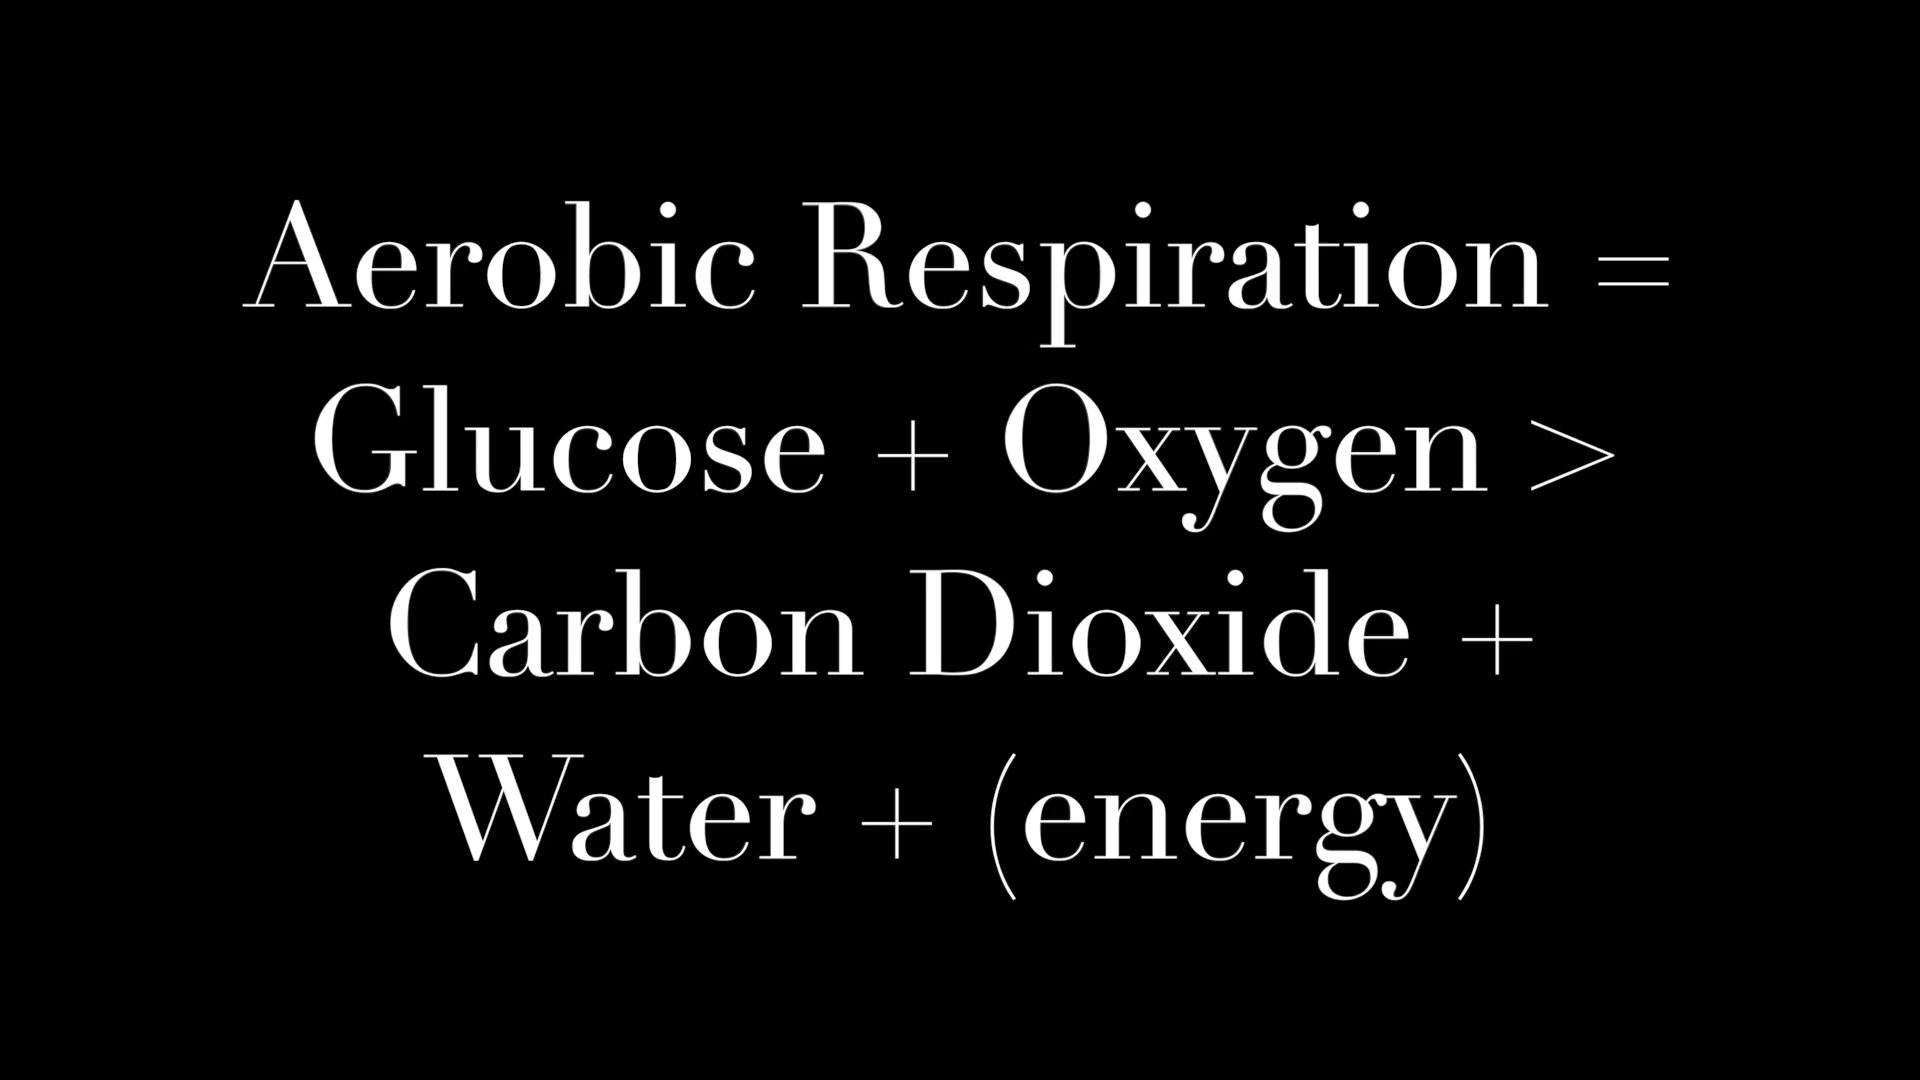 Aerobic Respiration =
Glucose + Oxygen >
Carbon Dioxide +
Water + (energy)